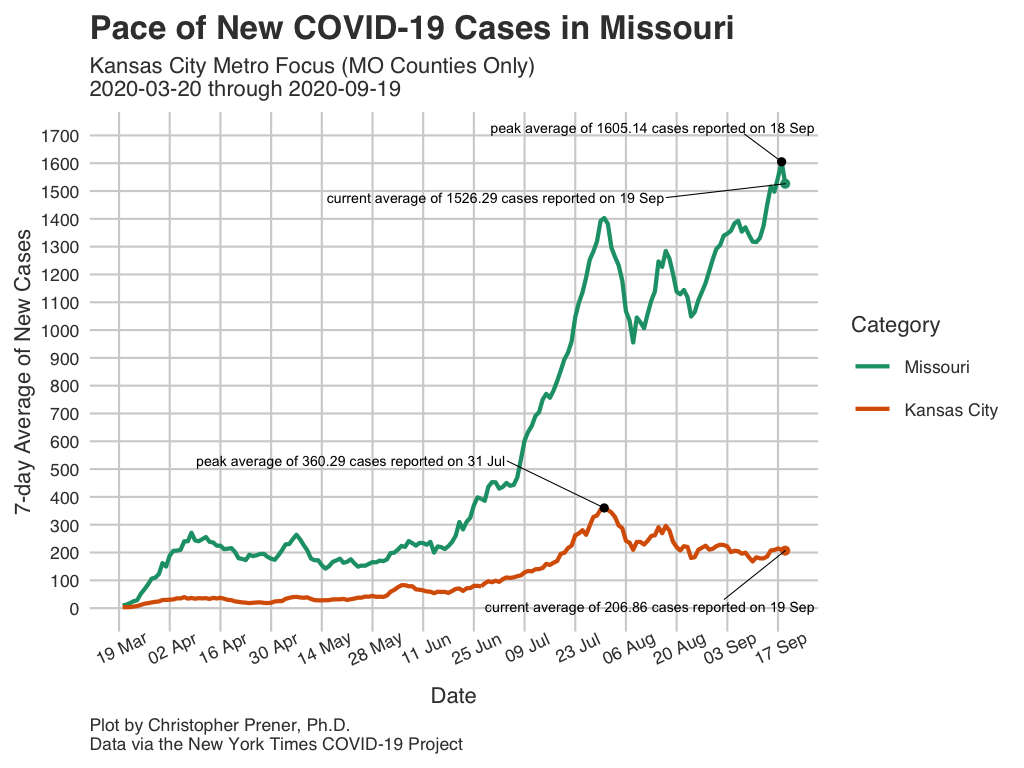 Pace of New COVID-19 Cases in Missouri
Kansas City Metro Focus (MO Counties Only)
2020-03-20 through 2020-09-19
7-day Average of New Cases
1700
1600
1500
1400
1300
1200
1100
1000
900
800
700
600
500
400
300
200
100
0
peak average of 1605.14 cases reported on 18 Sep
current average of 1526.29 cases reported on 19 Sep
peak average of 360.29 cases reported on 31 Jul
current average of 206.86 cases reported on 19 Sep
19 Mar
02 Apr
16 Apr
30 Apr
14 May
28 May
11 Jun
25 Jun
09 Jul
23 Jul
06 Aug
20 Aug
03 Sep
17 Sep
Date
Category
Missouri
Kansas City
Plot by Christopher Prener, Ph.D.
Data via the New York Times COVID-19 Project